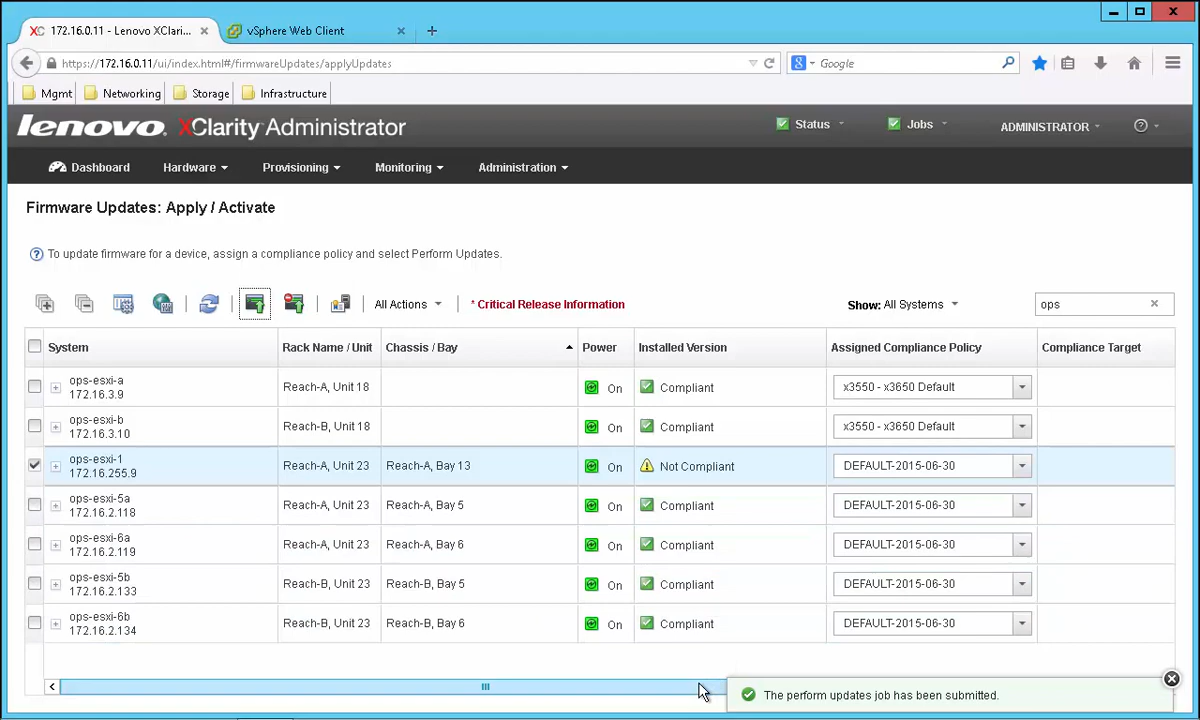 XC 172.16.0.11 - Lenovo XClari... × vSphere Web Client × +
https://172.16.0.11/ui/index.html#/firmwareUpdates/applyUpdates Google
Mgmt Networking Storage Infrastructure
lenovo. XClarity Administrator Status Jobs ADMINISTRATOR ?
Dashboard Hardware Provisioning Monitoring Administration
Firmware Updates: Apply / Activate
? To update firmware for a device, assign a compliance policy and select Perform Updates.
All Actions * Critical Release Information Show: All Systems ops ×
System Rack Name / Unit Chassis / Bay Power Installed Version Assigned Compliance Policy Compliance Target
ops-esxi-a
172.16.3.9 Reach-A, Unit 18 On Compliant x3550 - x3650 Default
ops-esxi-b
172.16.3.10 Reach-B, Unit 18 On Compliant x3550 - x3650 Default
ops-esxi-1
172.16.255.9 Reach-A, Unit 23 Reach-A, Bay 13 On Not Compliant DEFAULT-2015-06-30
ops-esxi-5a
172.16.2.118 Reach-A, Unit 23 Reach-A, Bay 5 On Compliant DEFAULT-2015-06-30
ops-esxi-6a
172.16.2.119 Reach-A, Unit 23 Reach-A, Bay 6 On Compliant DEFAULT-2015-06-30
ops-esxi-5b
172.16.2.133 Reach-B, Unit 23 Reach-B, Bay 5 On Compliant DEFAULT-2015-06-30
ops-esxi-6b
172.16.2.134 Reach-B, Unit 23 Reach-B, Bay 6 On Compliant DEFAULT-2015-06-30
The perform updates job has been submitted.